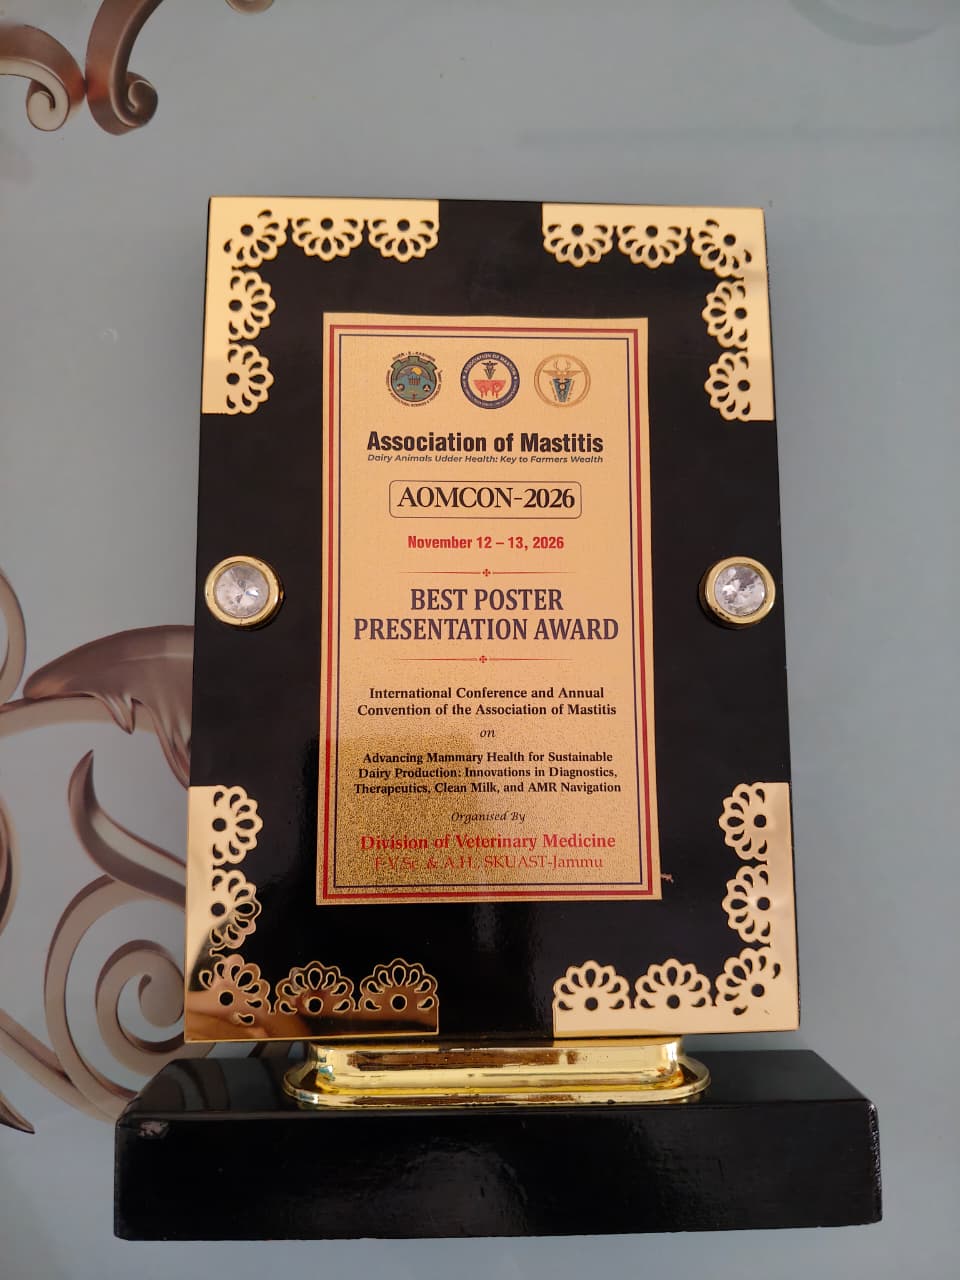 Association of Mastitis
Dairy Animals Udder Health: Key to Farmers Wealth
AOMCON-2026
November 12 – 13, 2026
BEST POSTER
PRESENTATION AWARD
International Conference and Annual
Convention of the Association of Mastitis
on
Advancing Mammary Health for Sustainable
Dairy Production: Innovations in Diagnostics,
Therapeutics, Clean Milk, and AMR Navigation
Organised By
Division of Veterinary Medicine
F.V.Sc. & A.H., SKUAST-Jammu